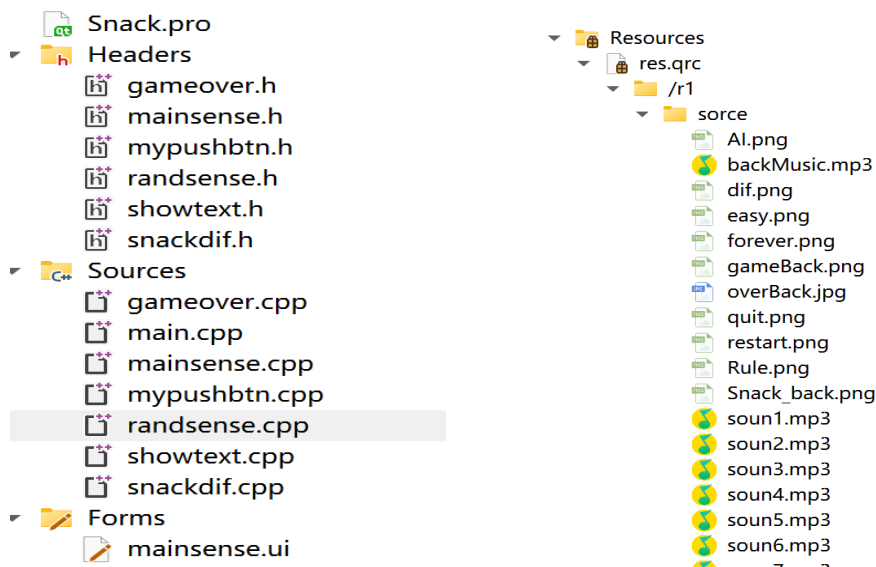 Snack.pro
Headers
gameover.h
mainsense.h
mypushbtn.h
randsense.h
showtext.h
snackdif.h
Sources
gameover.cpp
main.cpp
mainsense.cpp
mypushbtn.cpp
randsense.cpp
showtext.cpp
snackdif.cpp
Forms
mainsense.ui
Resources
res.qrc
/r1
sorce
AI.png
backMusic.mp3
dif.png
easy.png
forever.png
gameBack.png
overBack.jpg
quit.png
restart.png
Rule.png
Snack_back.png
soun1.mp3
soun2.mp3
soun3.mp3
soun4.mp3
soun5.mp3
soun6.mp3